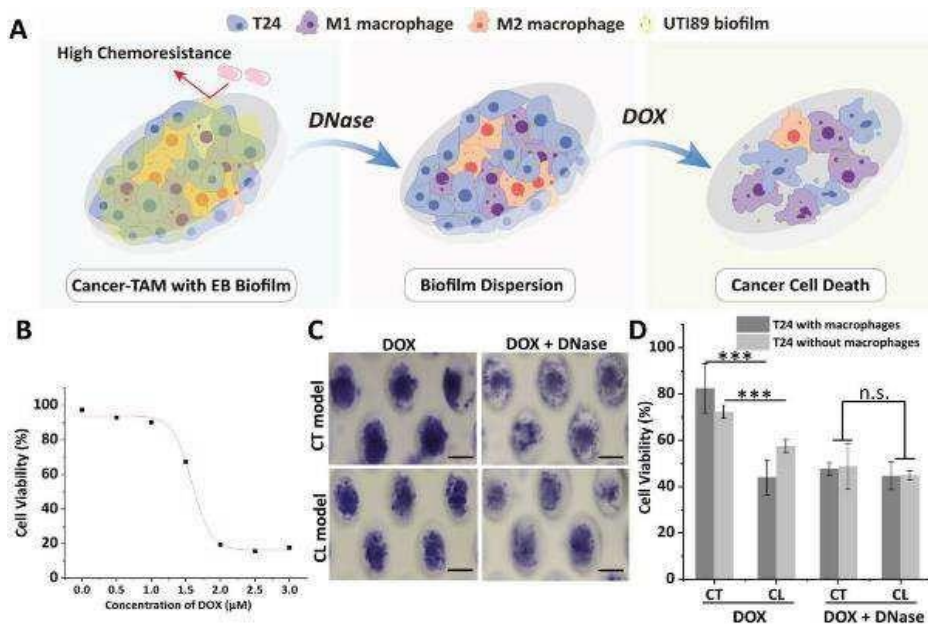 A
T24 M1 macrophage M2 macrophage UTI89 biofilm
High Chemoresistance
DNase
DOX
Cancer-TAM with EB Biofilm
Biofilm Dispersion
Cancer Cell Death
B
Cell Viability (%)
100
80
60
40
20
0
0.0 0.5 1.0 1.5 2.0 2.5 3.0
Concentration of DOX (μM)
C
DOX DOX + DNase
CT model
CL model
D
T24 with macrophages
T24 without macrophages
Cell Viability (%)
100
80
60
40
20
0
***
***
n.s.
CT CL CT CL
DOX DOX + DNase